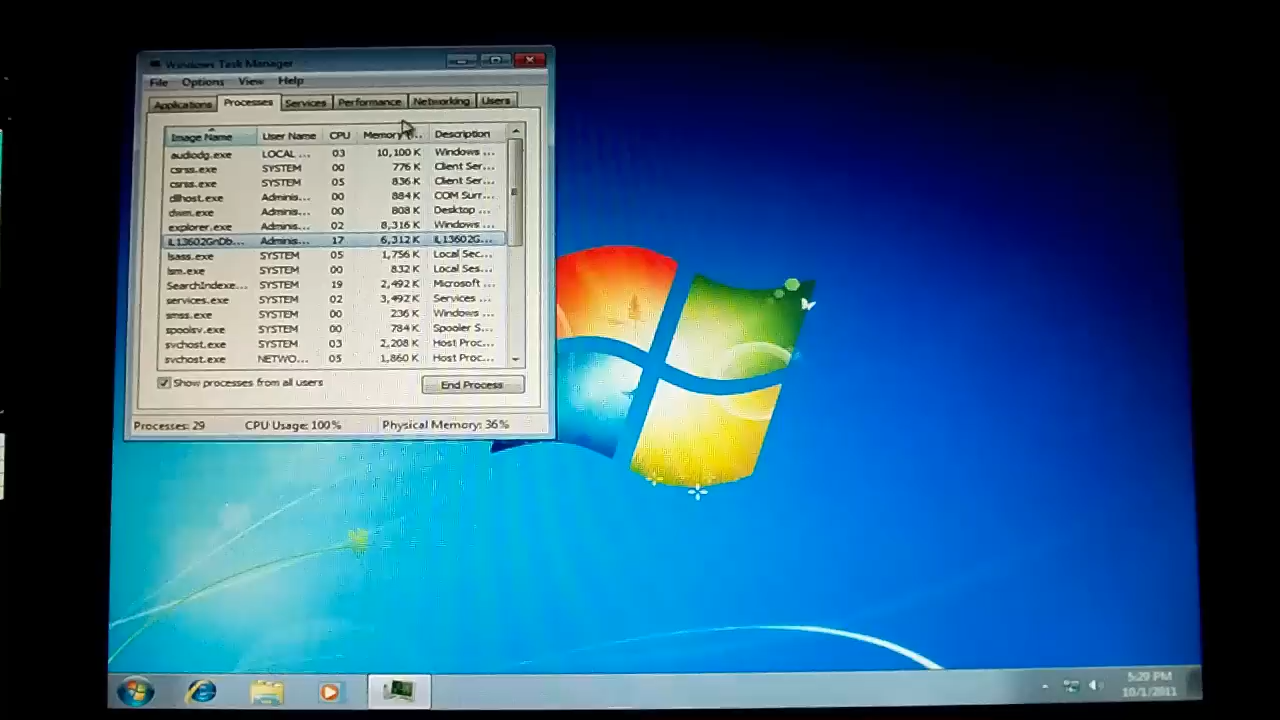 Windows Task Manager
File Options View Help
Applications Processes Services Performance Networking Users
Image Name User Name CPU Memory (... Description
audiodg.exe LOCAL ... 03 10,100 K Windows ...
csrss.exe SYSTEM 00 776 K Client Ser...
csrss.exe SYSTEM 05 836 K Client Ser...
dllhost.exe Adminis... 00 884 K COM Surr...
dwm.exe Adminis... 00 808 K Desktop ...
explorer.exe Adminis... 02 8,316 K Windows ...
iL13602GnDb... Adminis... 17 6,312 K iL13602G...
lsass.exe SYSTEM 05 1,756 K Local Sec...
lsm.exe SYSTEM 00 832 K Local Ses...
SearchIndexe... SYSTEM 19 2,492 K Microsoft ...
services.exe SYSTEM 02 3,492 K Services ...
smss.exe SYSTEM 00 236 K Windows ...
spoolsv.exe SYSTEM 00 784 K Spooler S...
svchost.exe SYSTEM 03 2,208 K Host Proc...
svchost.exe NETWO... 05 1,860 K Host Proc...
Show processes from all users End Process
Processes: 29 CPU Usage: 100% Physical Memory: 36%
5:29 PM
10/1/2011